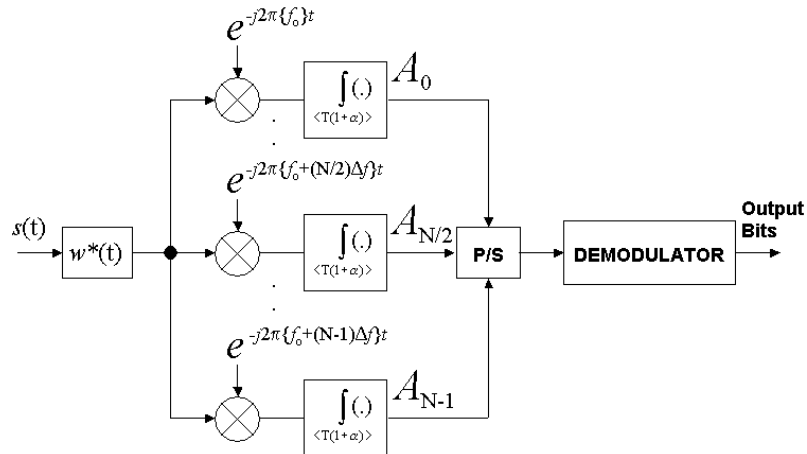 e^{-j2π{f_o}t}
∫(.)
<T(1+α)>
A_0
e^{-j2π{f_o+(N/2)Δf}t}
s(t)
w*(t)
∫(.)
<T(1+α)>
A_{N/2}
P/S
DEMODULATOR
Output
Bits
e^{-j2π{f_o+(N-1)Δf}t}
∫(.)
<T(1+α)>
A_{N-1}